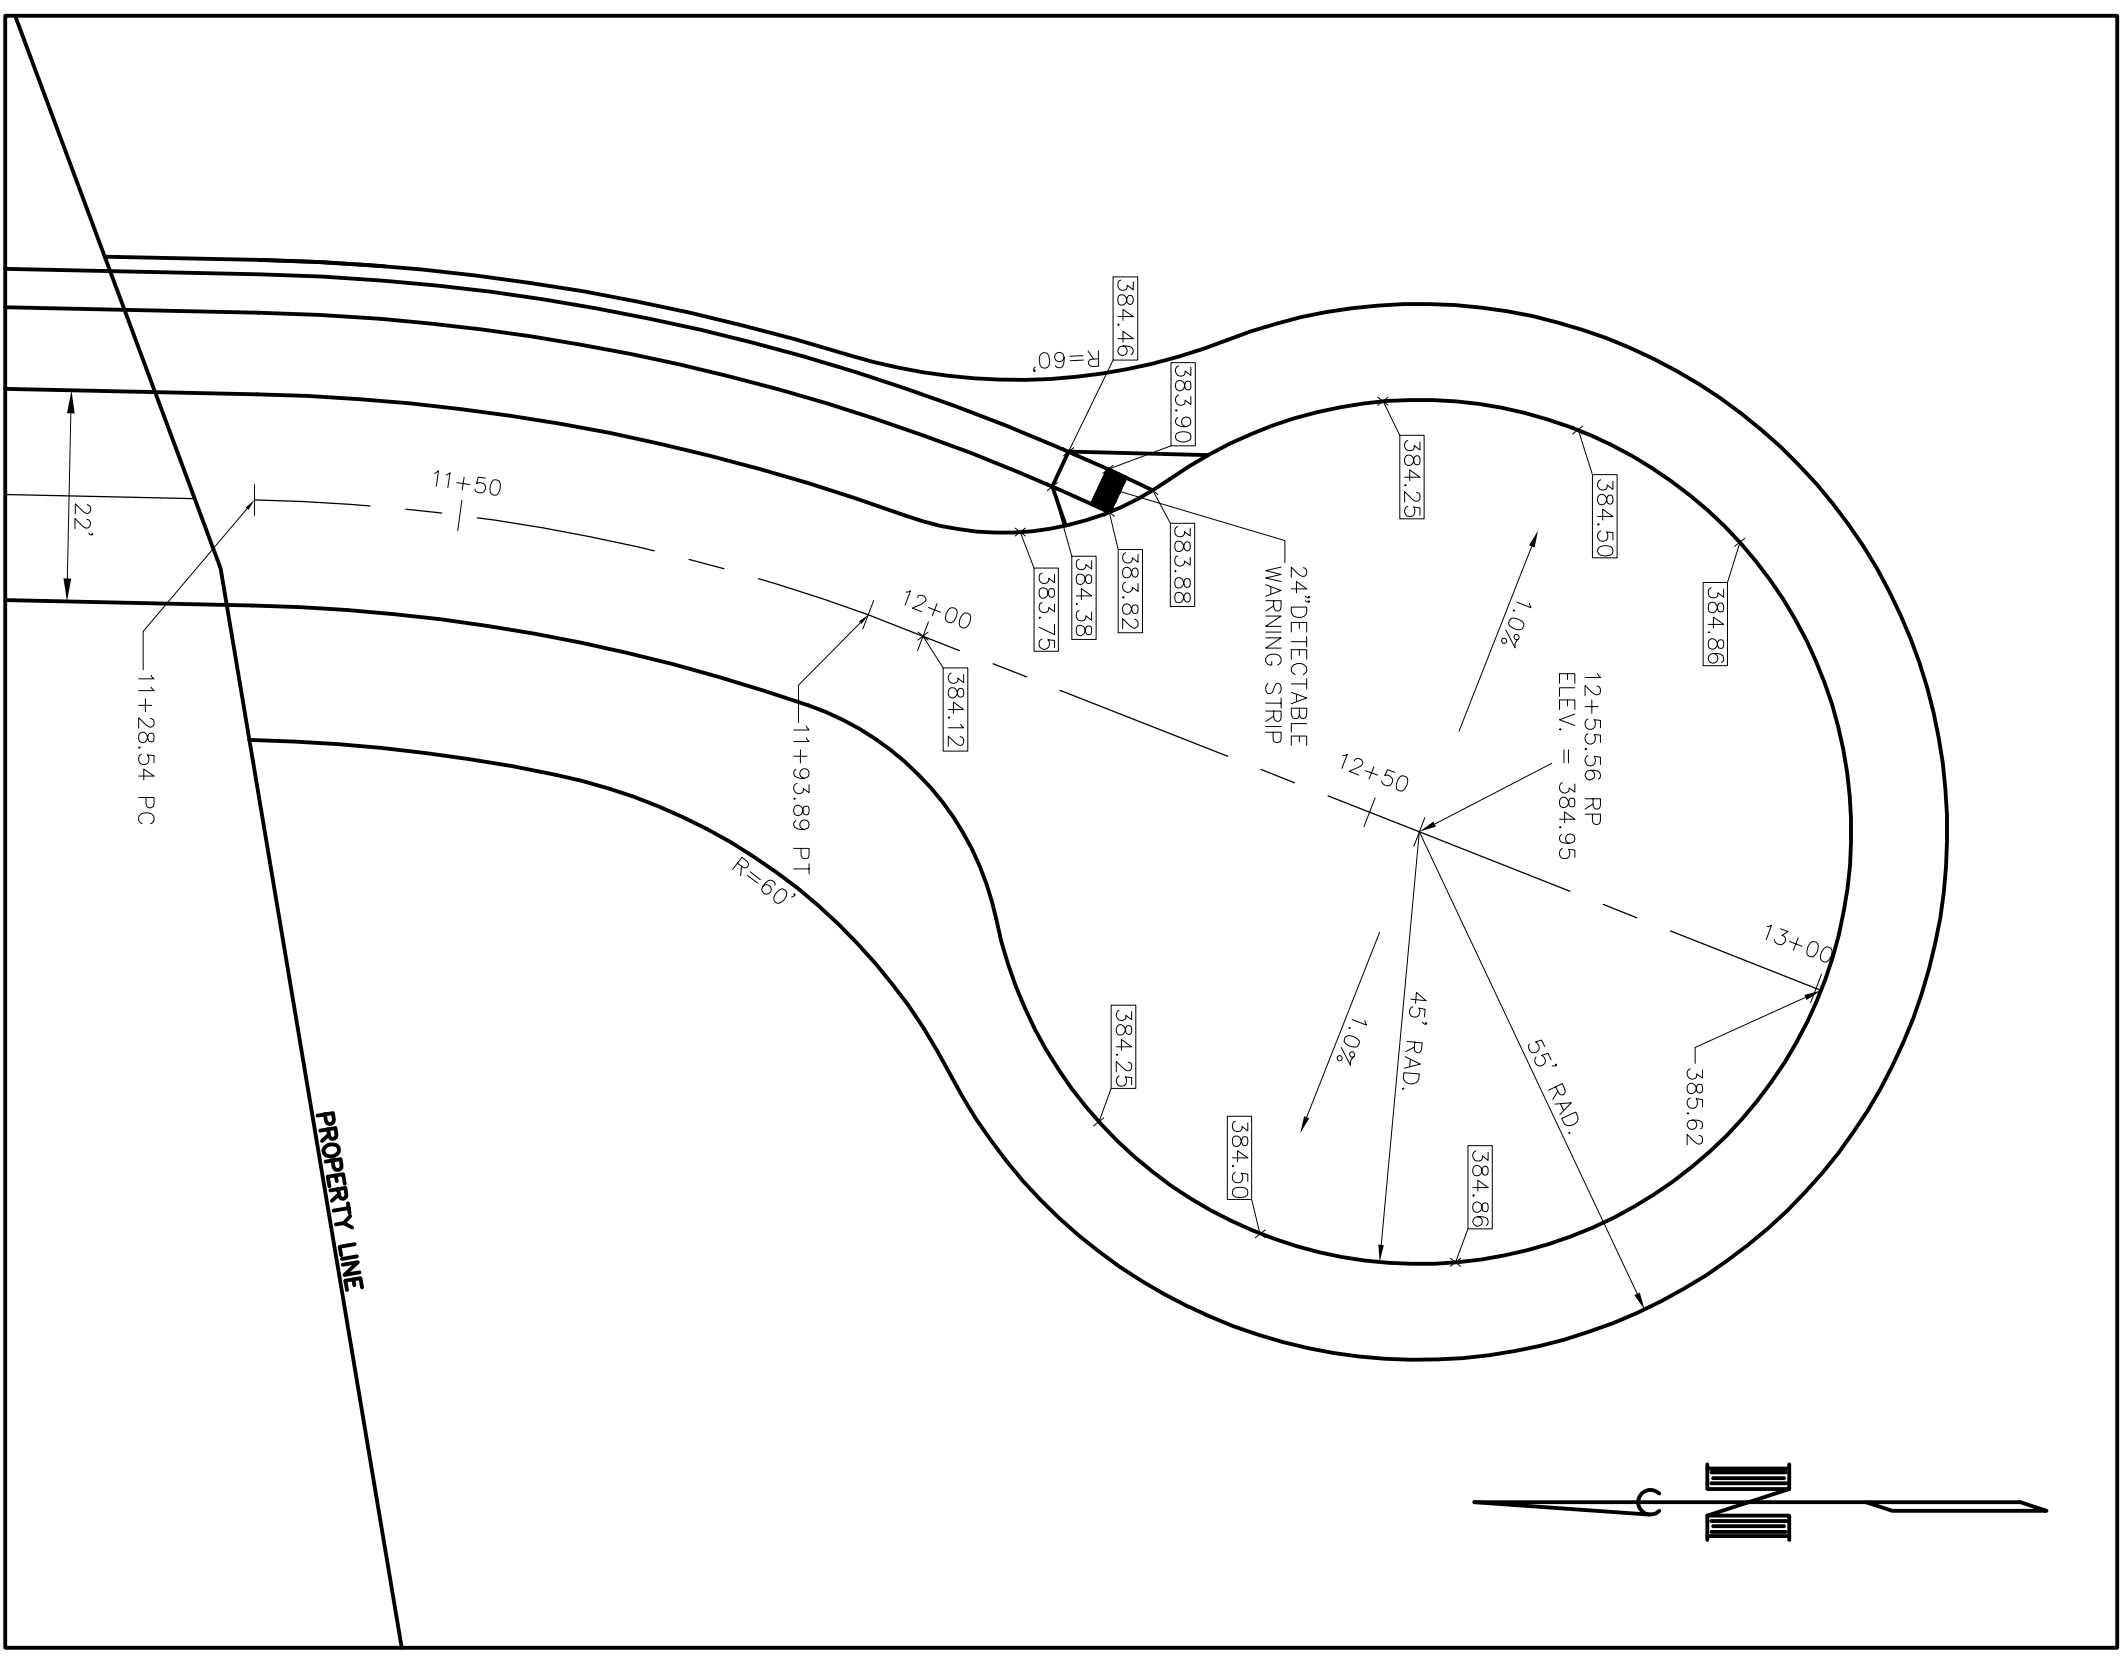 384.46
R=60'
383.90
384.25
384.50
384.86
11+50
22'
12+00
383.75
384.38
383.82
383.88
24"DETECTABLE
WARNING STRIP
1.0%
12+55.56 RP
ELEV. = 384.95
11+28.54 PC
384.12
11+93.89 PT
12+50
R=60'
13+00
385.62
45' RAD.
55' RAD.
1.0%
384.25
384.50
384.86
PROPERTY LINE
N